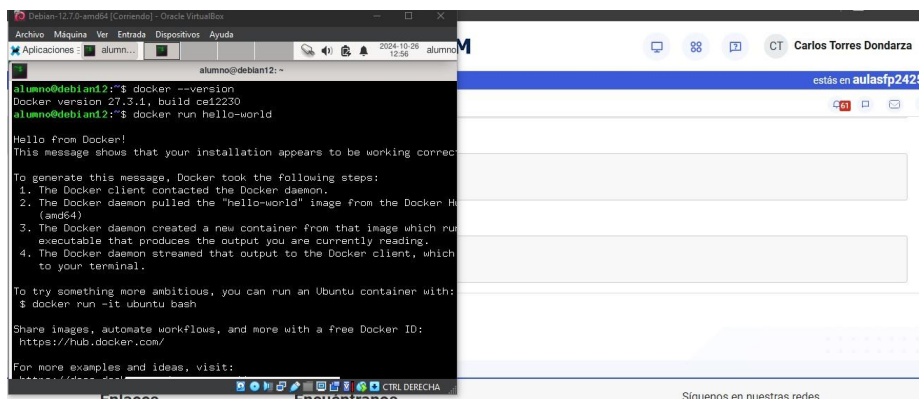 Debian-12.7.0-amd64 [Corriendo] - Oracle VirtualBox
Archivo Máquina Ver Entrada Dispositivos Ayuda
Aplicaciones alumn... 2024-10-26 12:56 alumno
M
CT Carlos Torres Dondarza
alumno@debian12: ~
estás en aulasfp2425
61
alumno@debian12:~$ docker --version
Docker version 27.3.1, build ce12230
alumno@debian12:~$ docker run hello-world
Hello from Docker!
This message shows that your installation appears to be working correc
To generate this message, Docker took the following steps:
1. The Docker client contacted the Docker daemon.
2. The Docker daemon pulled the "hello-world" image from the Docker Hu
(amd64)
3. The Docker daemon created a new container from that image which run
executable that produces the output you are currently reading.
4. The Docker daemon streamed that output to the Docker client, which
to your terminal.
To try something more ambitious, you can run an Ubuntu container with:
$ docker run -it ubuntu bash
Share images, automate workflows, and more with a free Docker ID:
https://hub.docker.com/
For more examples and ideas, visit:
CTRL DERECHA
Enlaces
Encuéntranos
Síguenos en nuestras redes